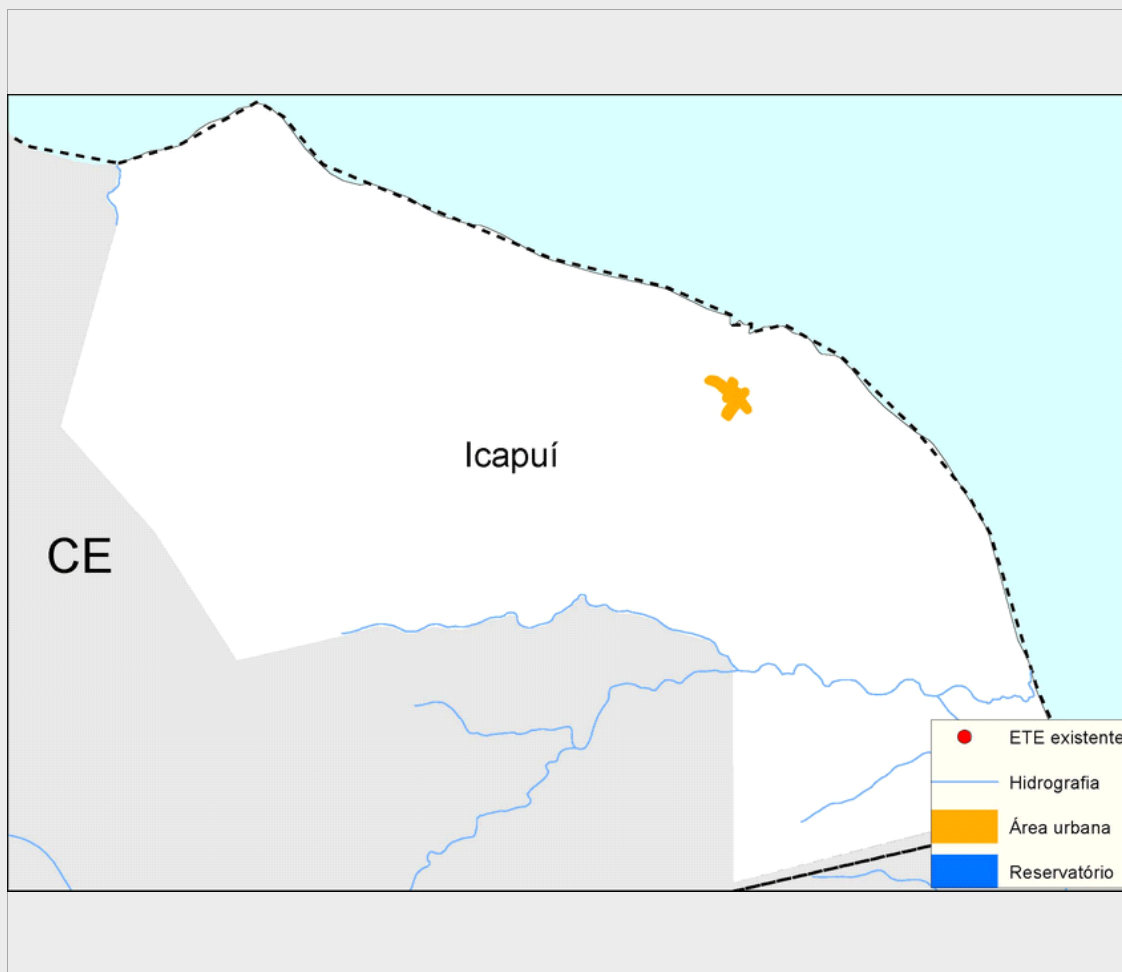 Icapuí
CE
ETE existente
Hidrografia
Área urbana
Reservatório